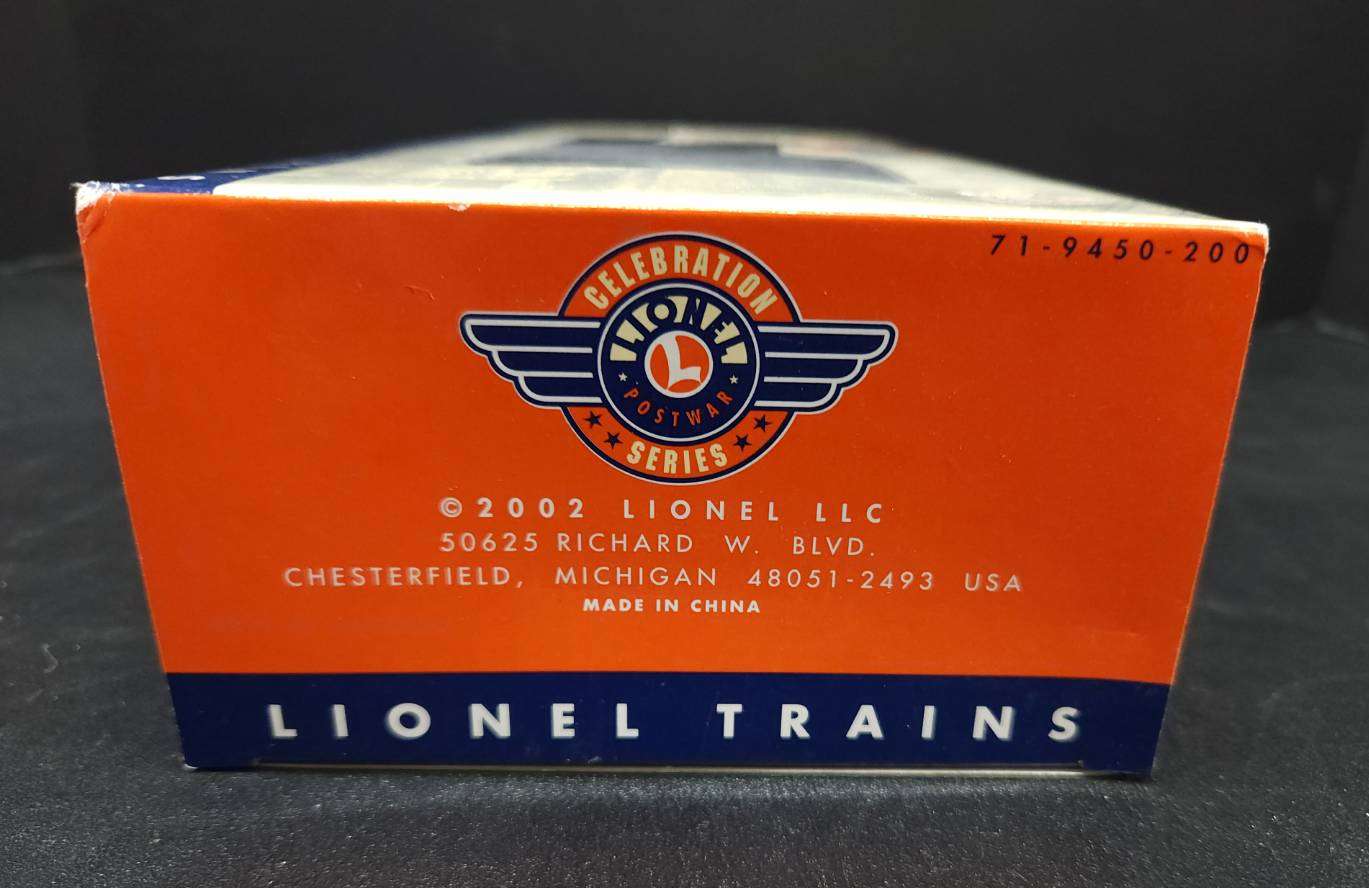 71-9450-200
CELEBRATION
LIONEL
L
POSTWAR
SERIES
©2002 LIONEL LLC
50625 RICHARD W. BLVD.
CHESTERFIELD, MICHIGAN 48051-2493 USA
MADE IN CHINA
LIONEL TRAINS